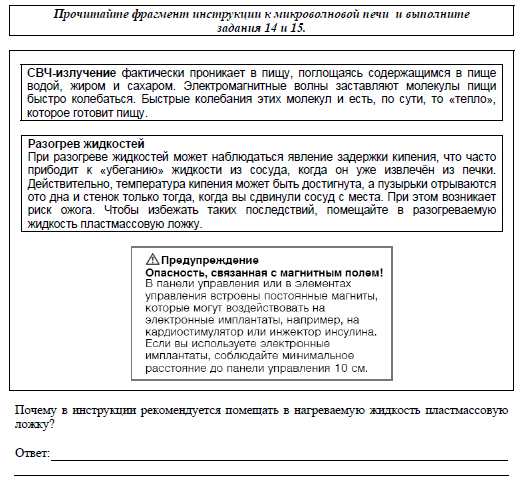 Прочитайте фрагмент инструкции к микроволновой печи и выполните
задания 14 и 15.
СВЧ-излучение фактически проникает в пищу, поглощаясь содержащимся в пище
водой, жиром и сахаром. Электромагнитные волны заставляют молекулы пищи
быстро колебаться. Быстрые колебания этих молекул и есть, по сути, то «тепло»,
которое готовит пищу.
Разогрев жидкостей
При разогреве жидкостей может наблюдаться явление задержки кипения, что часто
прибодит к «убеганию» жидкости из сосуда, когда он уже извлечён из печки.
Действительно, температура кипения может быть достигнута, а пузырьки отрываются
ото дна и стенок только тогда, когда вы сдвинули сосуд с места. При этом возникает
риск ожога. Чтобы избежать таких последствий, помещайте в разогреваемую
жидкость пластмассовую ложку.
⚠Предупреждение
Опасность, связанная с магнитным полем!
В панели управления или в элементах
управления встроены постоянные магниты,
которые могут воздействовать на
электронные имплантаты, например, на
кардиостимулятор или инжектор инсулина.
Если вы используете электронные
имплантаты, соблюдайте минимальное
расстояние до панели управления 10 см.
Почему в инструкции рекомендуется помещать в нагреваемую жидкость пластмассовую
ложку?
Ответ: